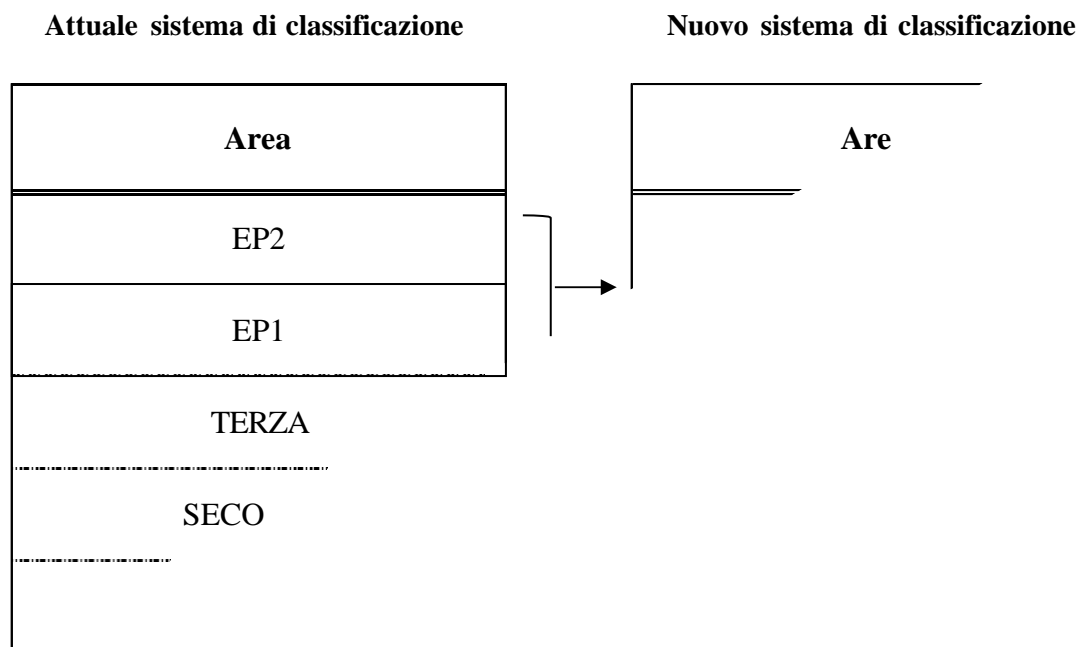 Attuale sistema di classificazione
Nuovo sistema di classificazione
Area
Are
EP2
EP1
TERZA
SECO